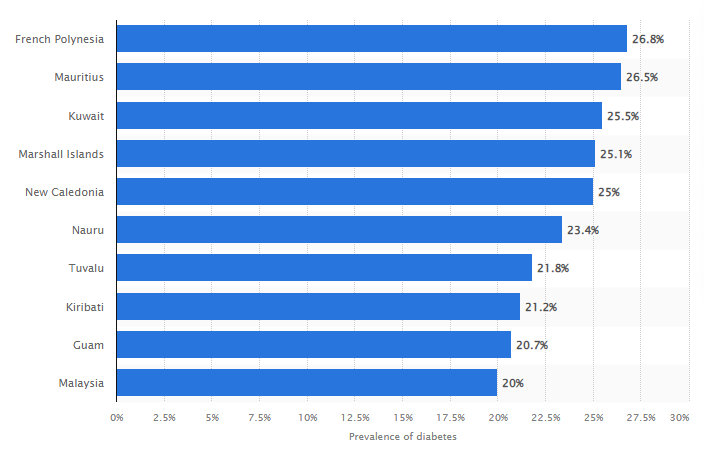 French Polynesia 26.8%
Mauritius 26.5%
Kuwait 25.5%
Marshall Islands 25.1%
New Caledonia 25%
Nauru 23.4%
Tuvalu 21.8%
Kiribati 21.2%
Guam 20.7%
Malaysia 20%
0% 2.5% 5% 7.5% 10% 12.5% 15% 17.5% 20% 22.5% 25% 27.5% 30%
Prevalence of diabetes